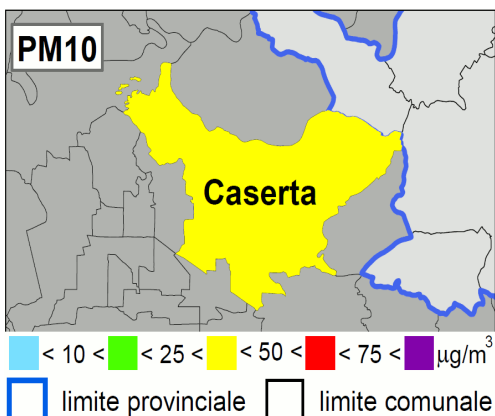 PM10
Caserta
< 10 < < 25 < < 50 < < 75 < µg/m³
limite provinciale limite comunale